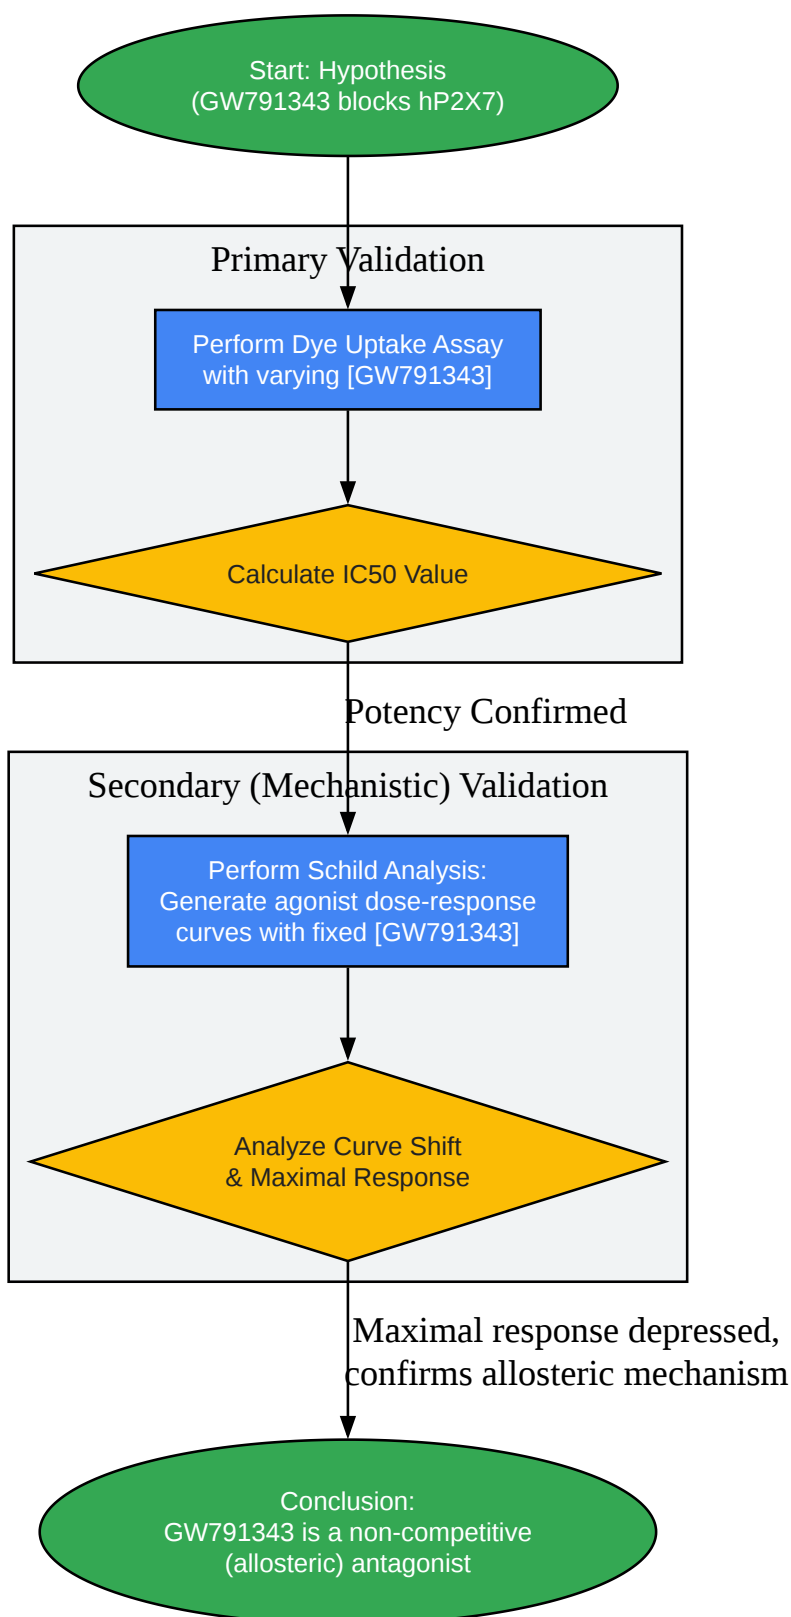 Start: Hypothesis
(GW791343 blocks hP2X7)
Primary Validation
Perform Dye Uptake Assay
with varying [GW791343]
Calculate IC50 Value
Potency Confirmed
Secondary (Mechanistic) Validation
Perform Schild Analysis:
Generate agonist dose-response
curves with fixed [GW791343]
Analyze Curve Shift
& Maximal Response
Maximal response depressed,
confirms allosteric mechanism
Conclusion:
GW791343 is a non-competitive
(allosteric) antagonist